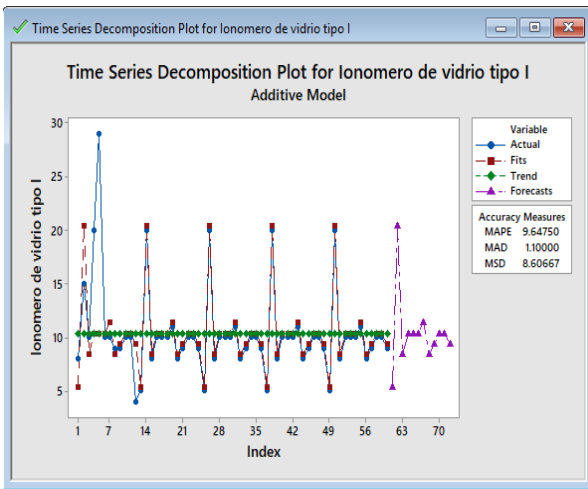 Time Series Decomposition Plot for Ionomero de vidrio tipo I
Time Series Decomposition Plot for Ionomero de vidrio tipo I
Additive Model
30
25
20
15
10
5
Ionomero de vidrio tipo I
1 7 14 21 28 35 42 49 56 63 70
Index
Variable
Actual
Fits
Trend
Forecasts
Accuracy Measures
MAPE 9.64750
MAD 1.10000
MSD 8.60667